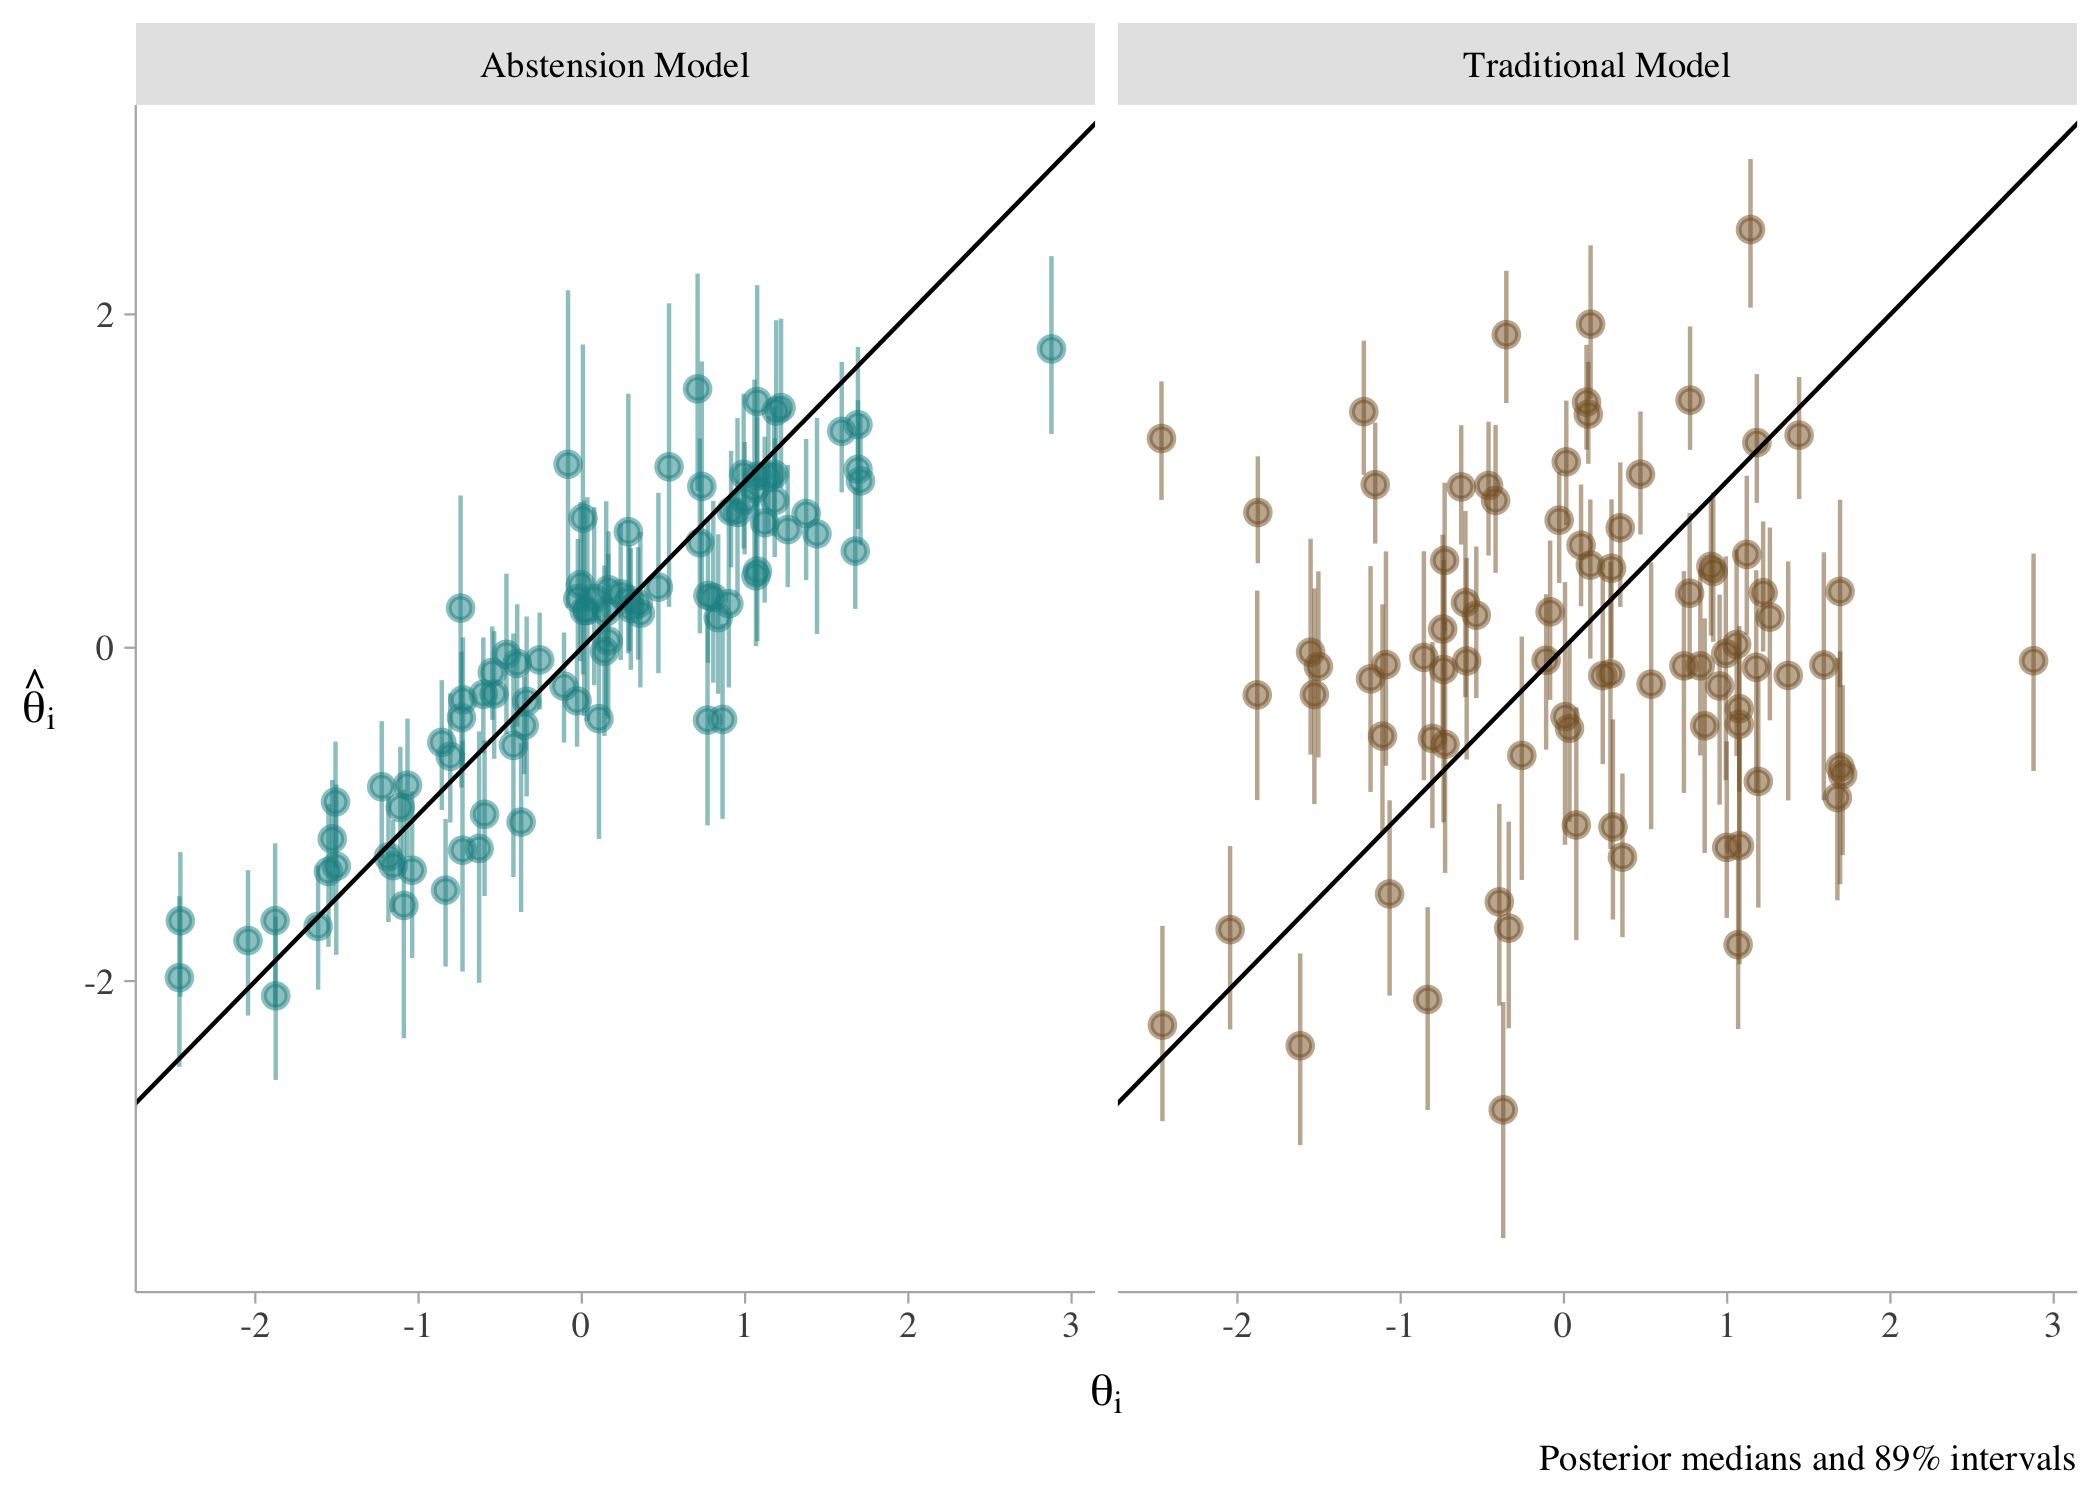 Abstension Model
Traditional Model
2
0
-2
θ̂i
-2 -1 0 1 2 3
-2 -1 0 1 2 3
θi
Posterior medians and 89% intervals